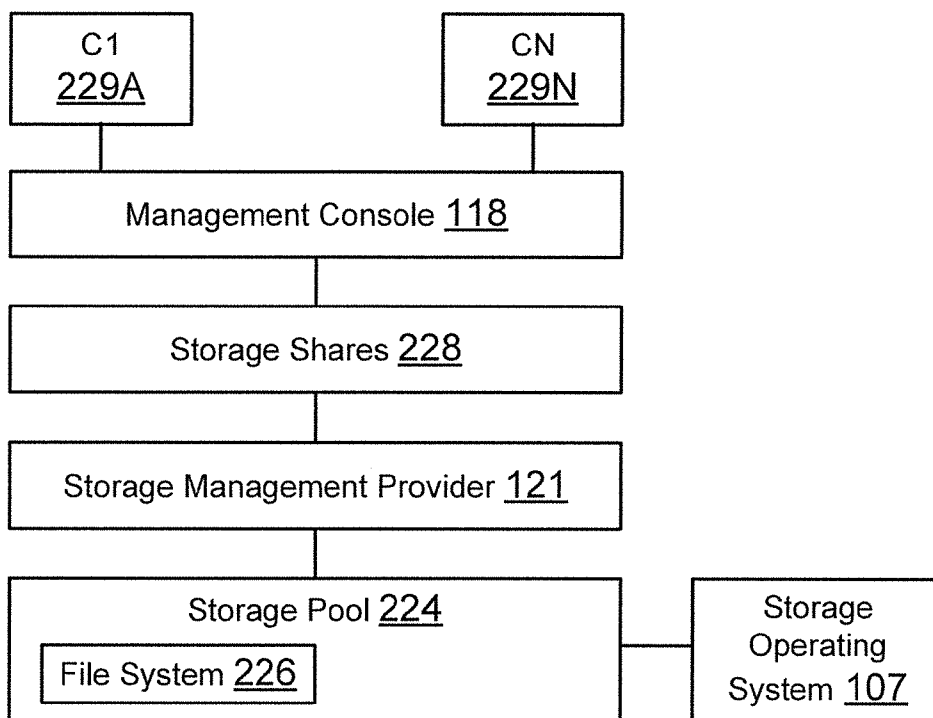 C1
229A
CN
229N
Management Console 118
Storage Shares 228
Storage Management Provider 121
Storage Pool 224
File System 226
Storage
Operating
System 107